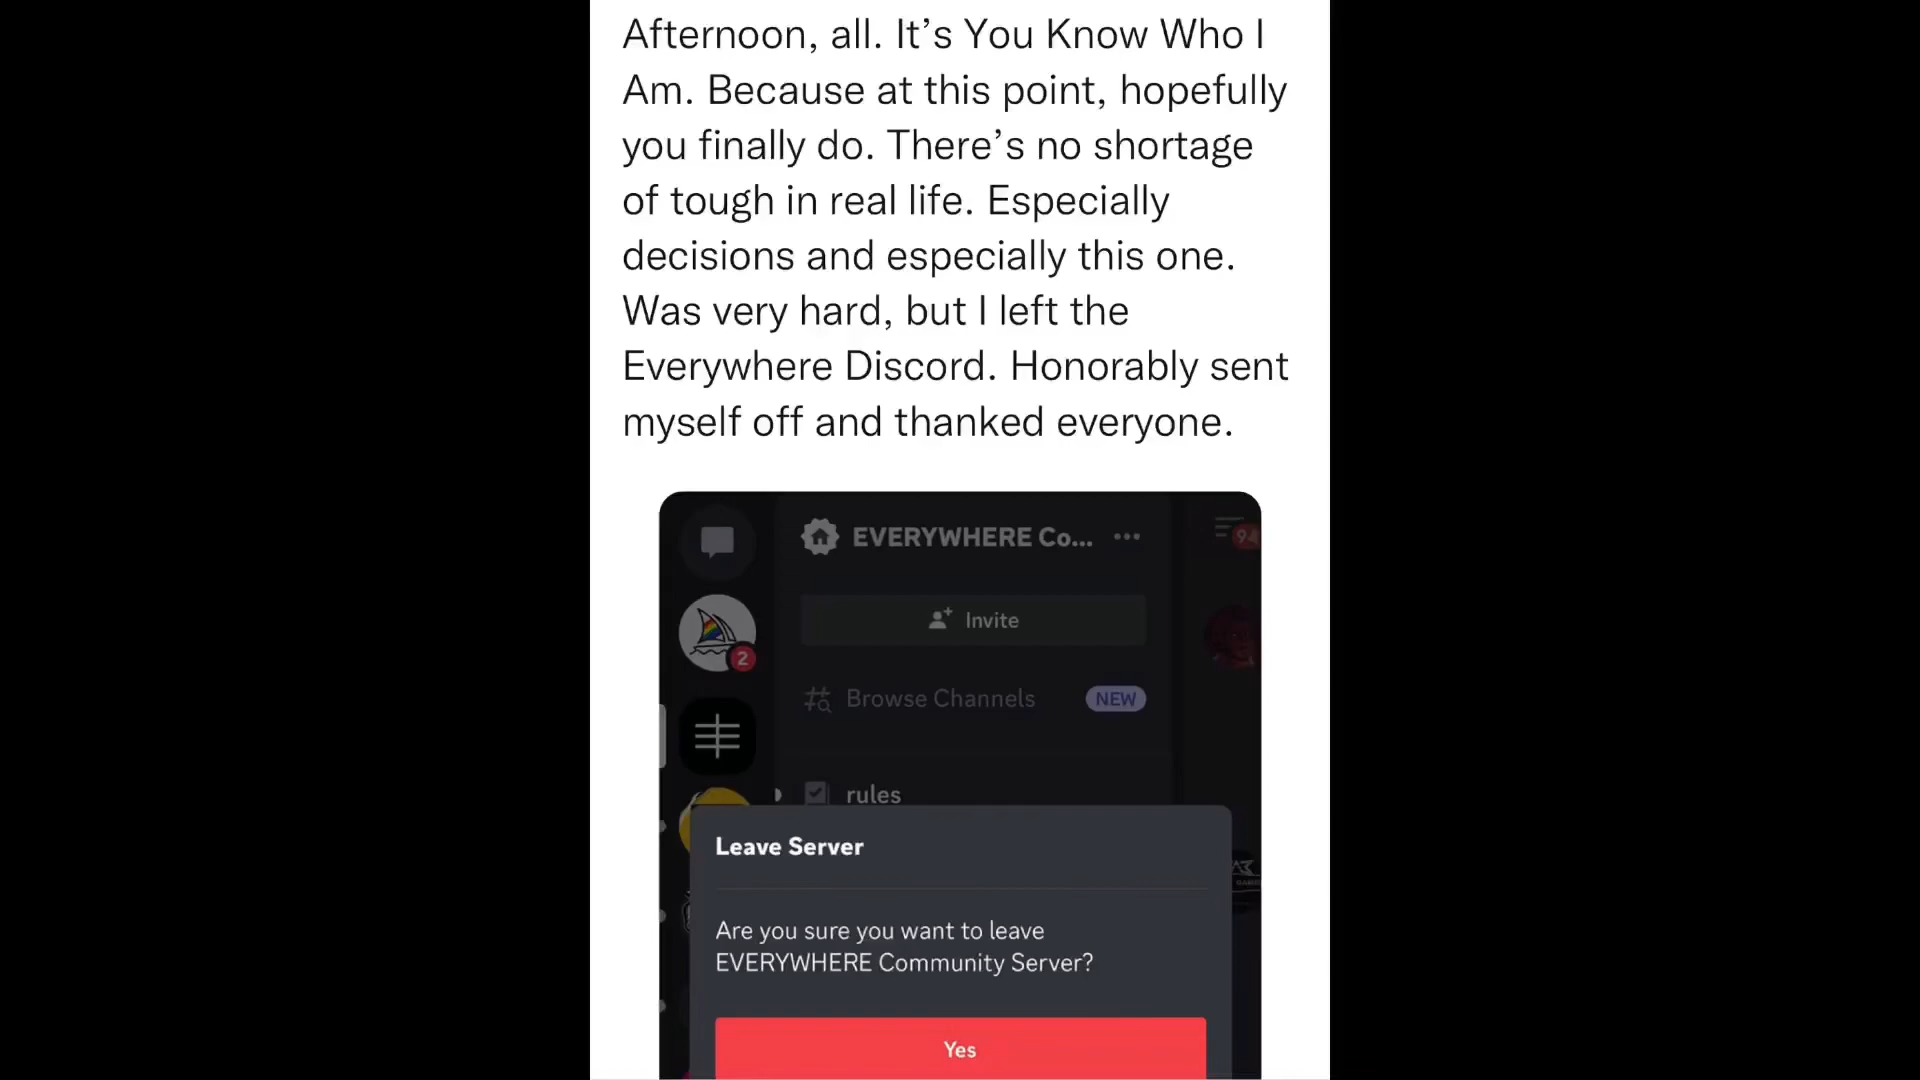 Afternoon, all. It’s You Know Who I
Am. Because at this point, hopefully
you finally do. There’s no shortage
of tough in real life. Especially
decisions and especially this one.
Was very hard, but I left the
Everywhere Discord. Honorably sent
myself off and thanked everyone.
EVERYWHERE Co...
94
Invite
2
Browse Channels NEW
rules
Leave Server
Are you sure you want to leave
EVERYWHERE Community Server?
Yes